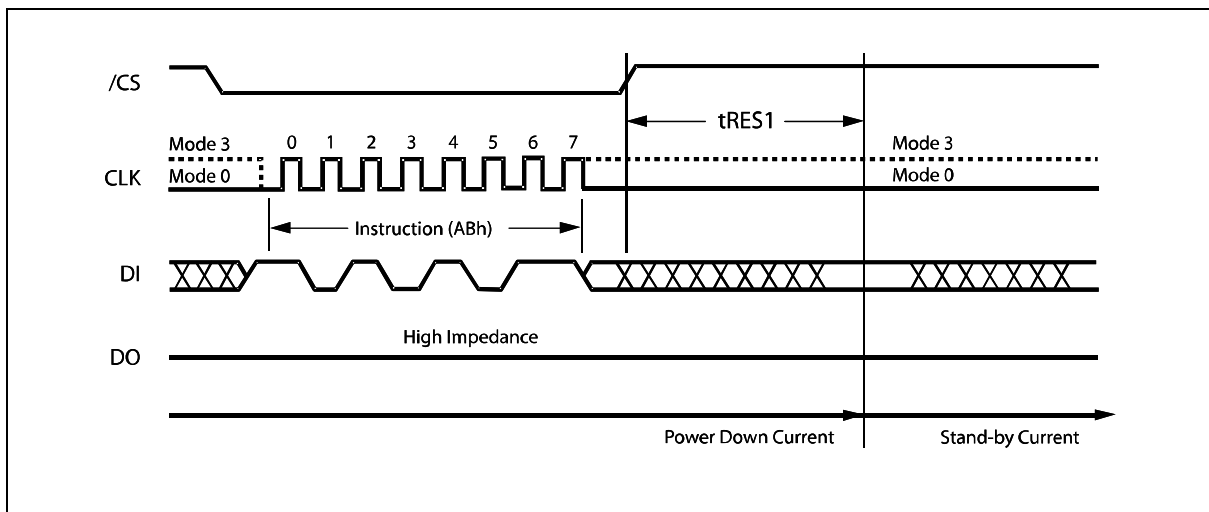 /CS
tRES1
Mode 3 0 1 2 3 4 5 6 7 Mode 3
CLK Mode 0 Mode 0
Instruction (ABh)
DI
High Impedance
DO
Power Down Current Stand-by Current